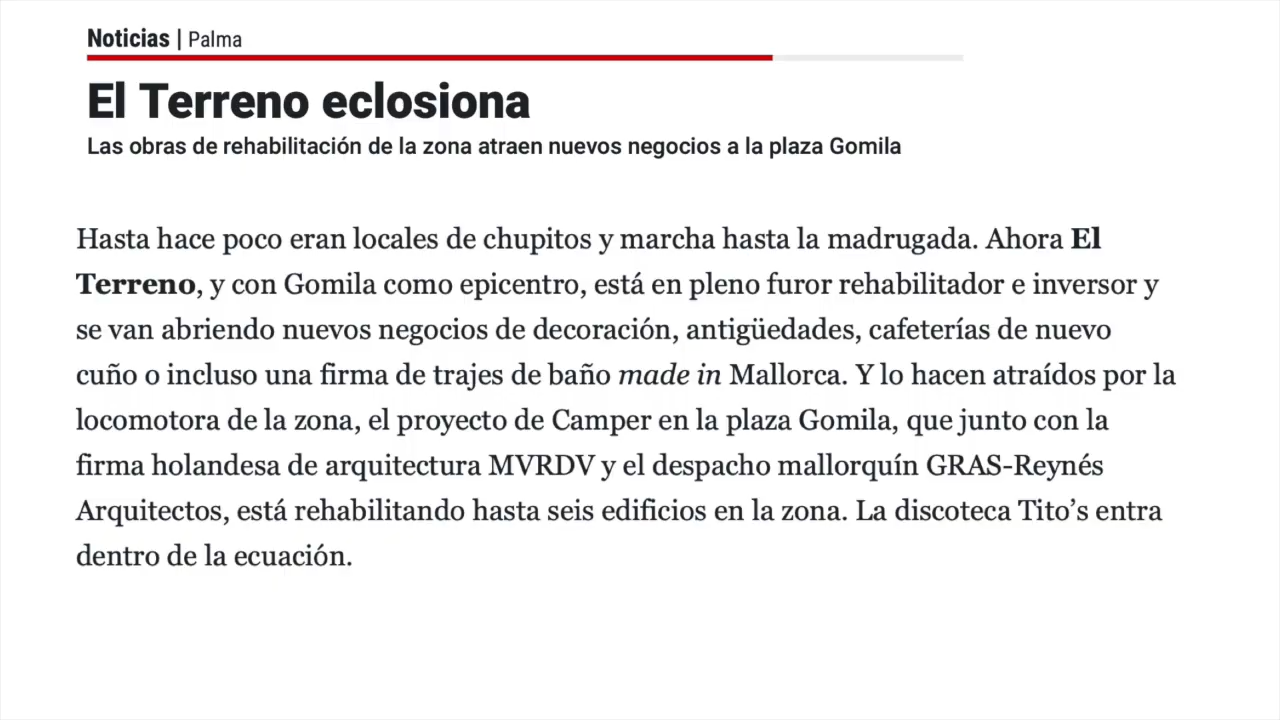 Noticias | Palma
El Terreno eclosiona
Las obras de rehabilitación de la zona atraen nuevos negocios a la plaza Gomila
Hasta hace poco eran locales de chupitos y marcha hasta la madrugada. Ahora El
Terreno, y con Gomila como epicentro, está en pleno furor rehabilitador e inversor y
se van abriendo nuevos negocios de decoración, antigüedades, cafeterías de nuevo
cuño o incluso una firma de trajes de baño made in Mallorca. Y lo hacen atraídos por la
locomotora de la zona, el proyecto de Camper en la plaza Gomila, que junto con la
firma holandesa de arquitectura MVRDV y el despacho mallorquín GRAS-Reynés
Arquitectos, está rehabilitando hasta seis edificios en la zona. La discoteca Tito’s entra
dentro de la ecuación.